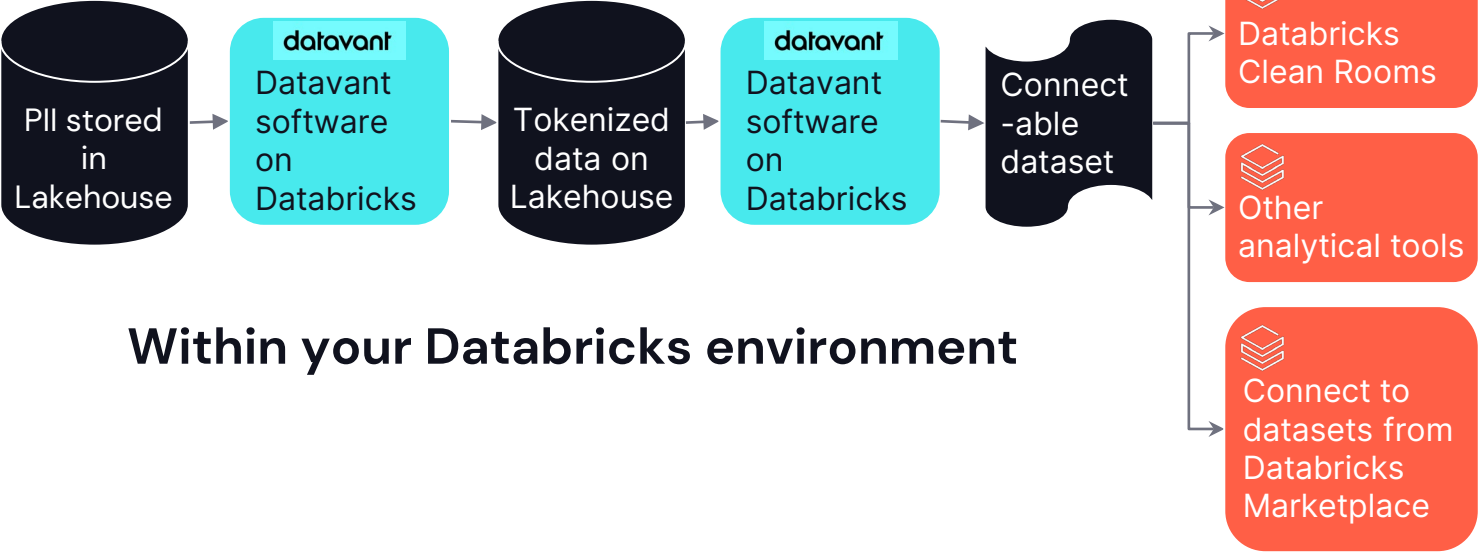 PII stored
in
Lakehouse
datavant
Datavant
software
on
Databricks
Tokenized
data on
Lakehouse
datavant
Datavant
software
on
Databricks
Connect
-able
dataset
Databricks
Clean Rooms
Other
analytical tools
Connect to
datasets from
Databricks
Marketplace
Within your Databricks environment